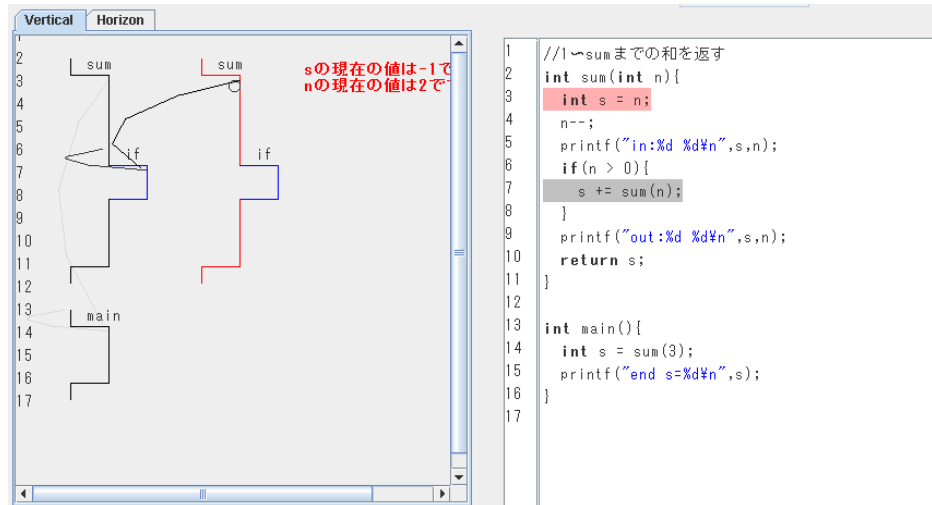 Vertical Horizon
1
2
3
4
5
6
7
8
9
10
11
12
13
14
15
16
17
sum
sum
if
if
main
sの現在の値は-1で
nの現在の値は2で
1 //1〜sumまでの和を返す
2 int sum(int n){
3 int s = n;
4 n--;
5 printf("in:%d %d¥n",s,n);
6 if(n > 0){
7 s += sum(n);
8 }
9 printf("out:%d %d¥n",s,n);
10 return s;
11 }
12
13 int main(){
14 int s = sum(3);
15 printf("end s=%d¥n",s);
16 }
17